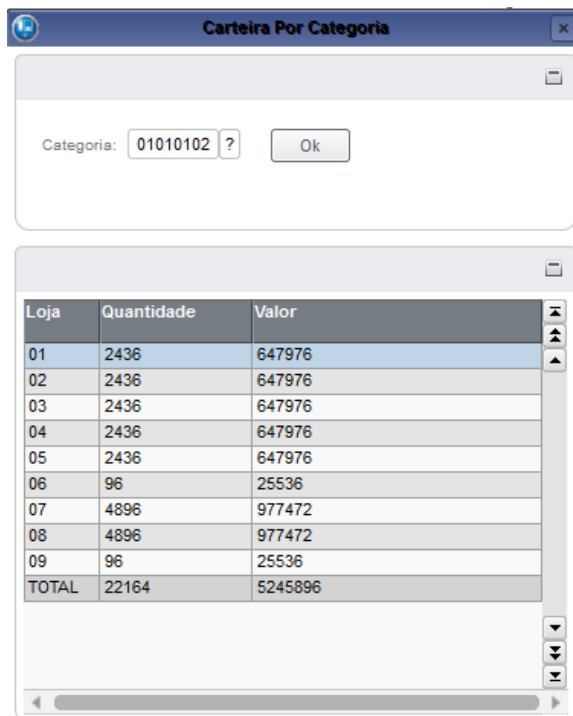 Carteira Por Categoria
Categoria: 01010102 ? Ok
Loja Quantidade Valor
01 2436 647976
02 2436 647976
03 2436 647976
04 2436 647976
05 2436 647976
06 96 25536
07 4896 977472
08 4896 977472
09 96 25536
TOTAL 22164 5245896